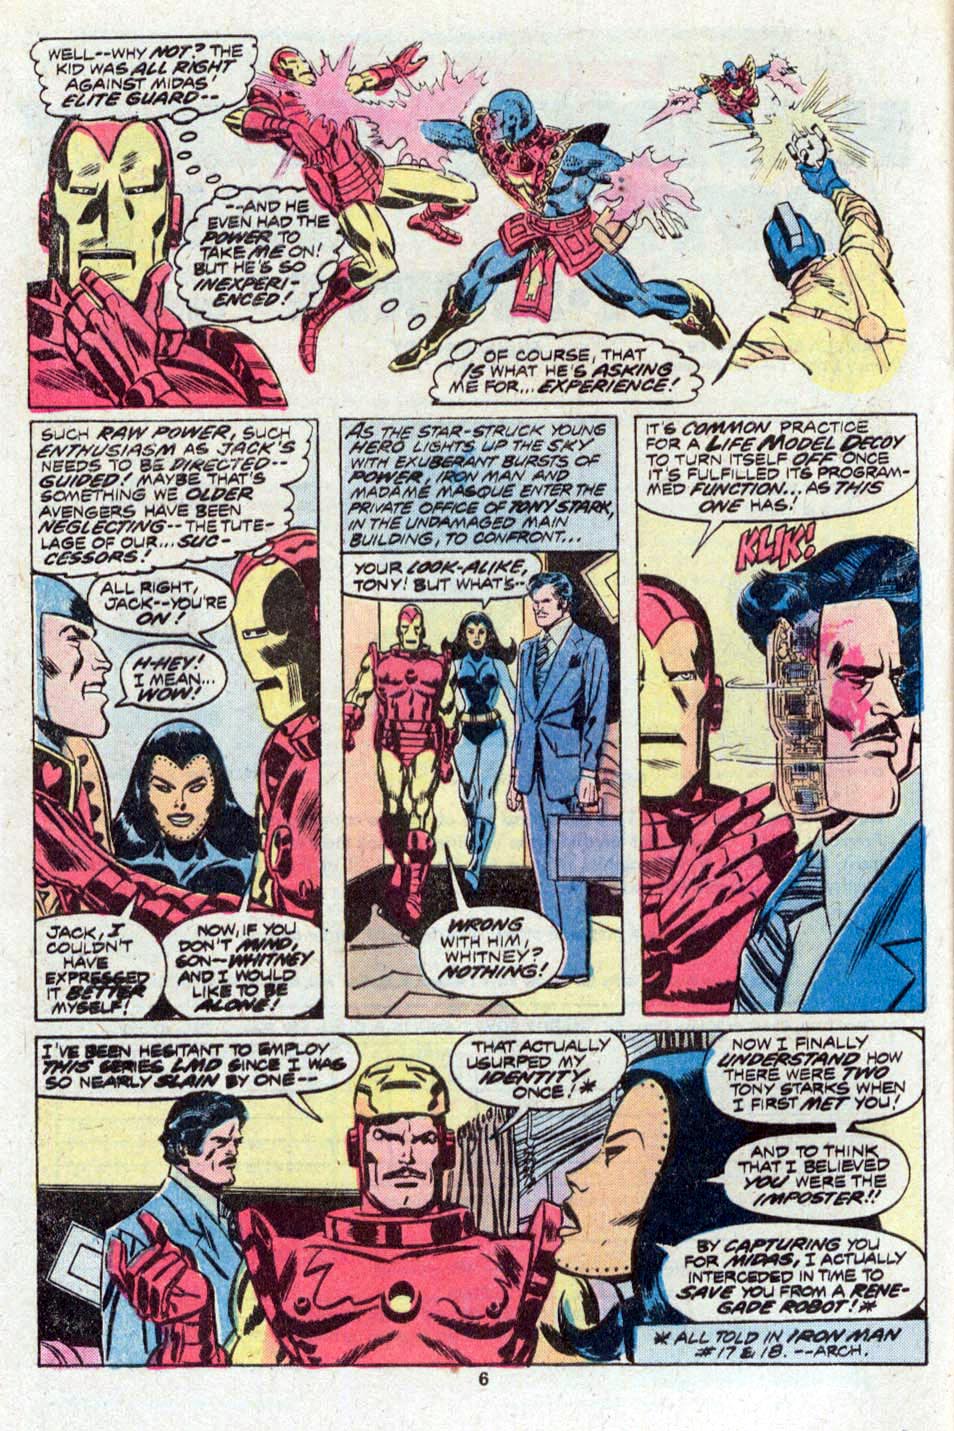 WELL--WHY NOT? THE
KID WAS ALL RIGHT
AGAINST MIDAS'
ELITE GUARD--
--AND HE
EVEN HAD THE
POWER TO
TAKE ME ON!
BUT HE'S SO
INEXPERI-
ENCED!
OF COURSE, THAT
IS WHAT HE'S ASKING
ME FOR... EXPERIENCE!
SUCH RAW POWER, SUCH
ENTHUSIASM AS JACK'S
NEEDS TO BE DIRECTED--
GUIDED! MAYBE THAT'S
SOMETHING WE OLDER
AVENGERS HAVE BEEN
NEGLECTING--THE TUTE-
LAGE OF OUR...SUC-
CESSORS!
ALL RIGHT,
JACK--YOU'RE
ON!
H-HEY!
I MEAN...
WOW!
JACK, I
COULDN'T
HAVE
EXPRESSED
IT BETTER
MYSELF!
NOW, IF YOU
DON'T MIND,
SON--WHITNEY
AND I WOULD
LIKE TO BE
ALONE!
AS THE STAR-STRUCK YOUNG
HERO LIGHTS UP THE SKY
WITH EXUBERANT BURSTS OF
POWER, IRON MAN AND
MADAME MASQUE ENTER THE
PRIVATE OFFICE OF TONY STARK,
IN THE UNDAMAGED MAIN
BUILDING, TO CONFRONT...
YOUR LOOK-ALIKE,
TONY! BUT WHAT'S--
WRONG
WITH HIM,
WHITNEY?
NOTHING!
IT'S COMMON PRACTICE
FOR A LIFE MODEL DECOY
TO TURN ITSELF OFF ONCE
IT'S FULFILLED ITS PROGRAM-
MED FUNCTION... AS THIS
ONE HAS!
KLIK!
I'VE BEEN HESITANT TO EMPLOY
THIS SERIES LMD SINCE I WAS
SO NEARLY SLAIN BY ONE--
THAT ACTUALLY
USURPED MY
IDENTITY,
ONCE!*
NOW I FINALLY
UNDERSTAND HOW
THERE WERE TWO
TONY STARKS WHEN
I FIRST MET YOU!
AND TO THINK
THAT I BELIEVED
YOU WERE THE
IMPOSTER!!
BY CAPTURING YOU
FOR MIDAS, I ACTUALLY
INTERCEDED IN TIME TO
SAVE YOU FROM A RENE-
GADE ROBOT!*
* ALL TOLD IN IRON MAN
#17 & 18. --ARCH.
6